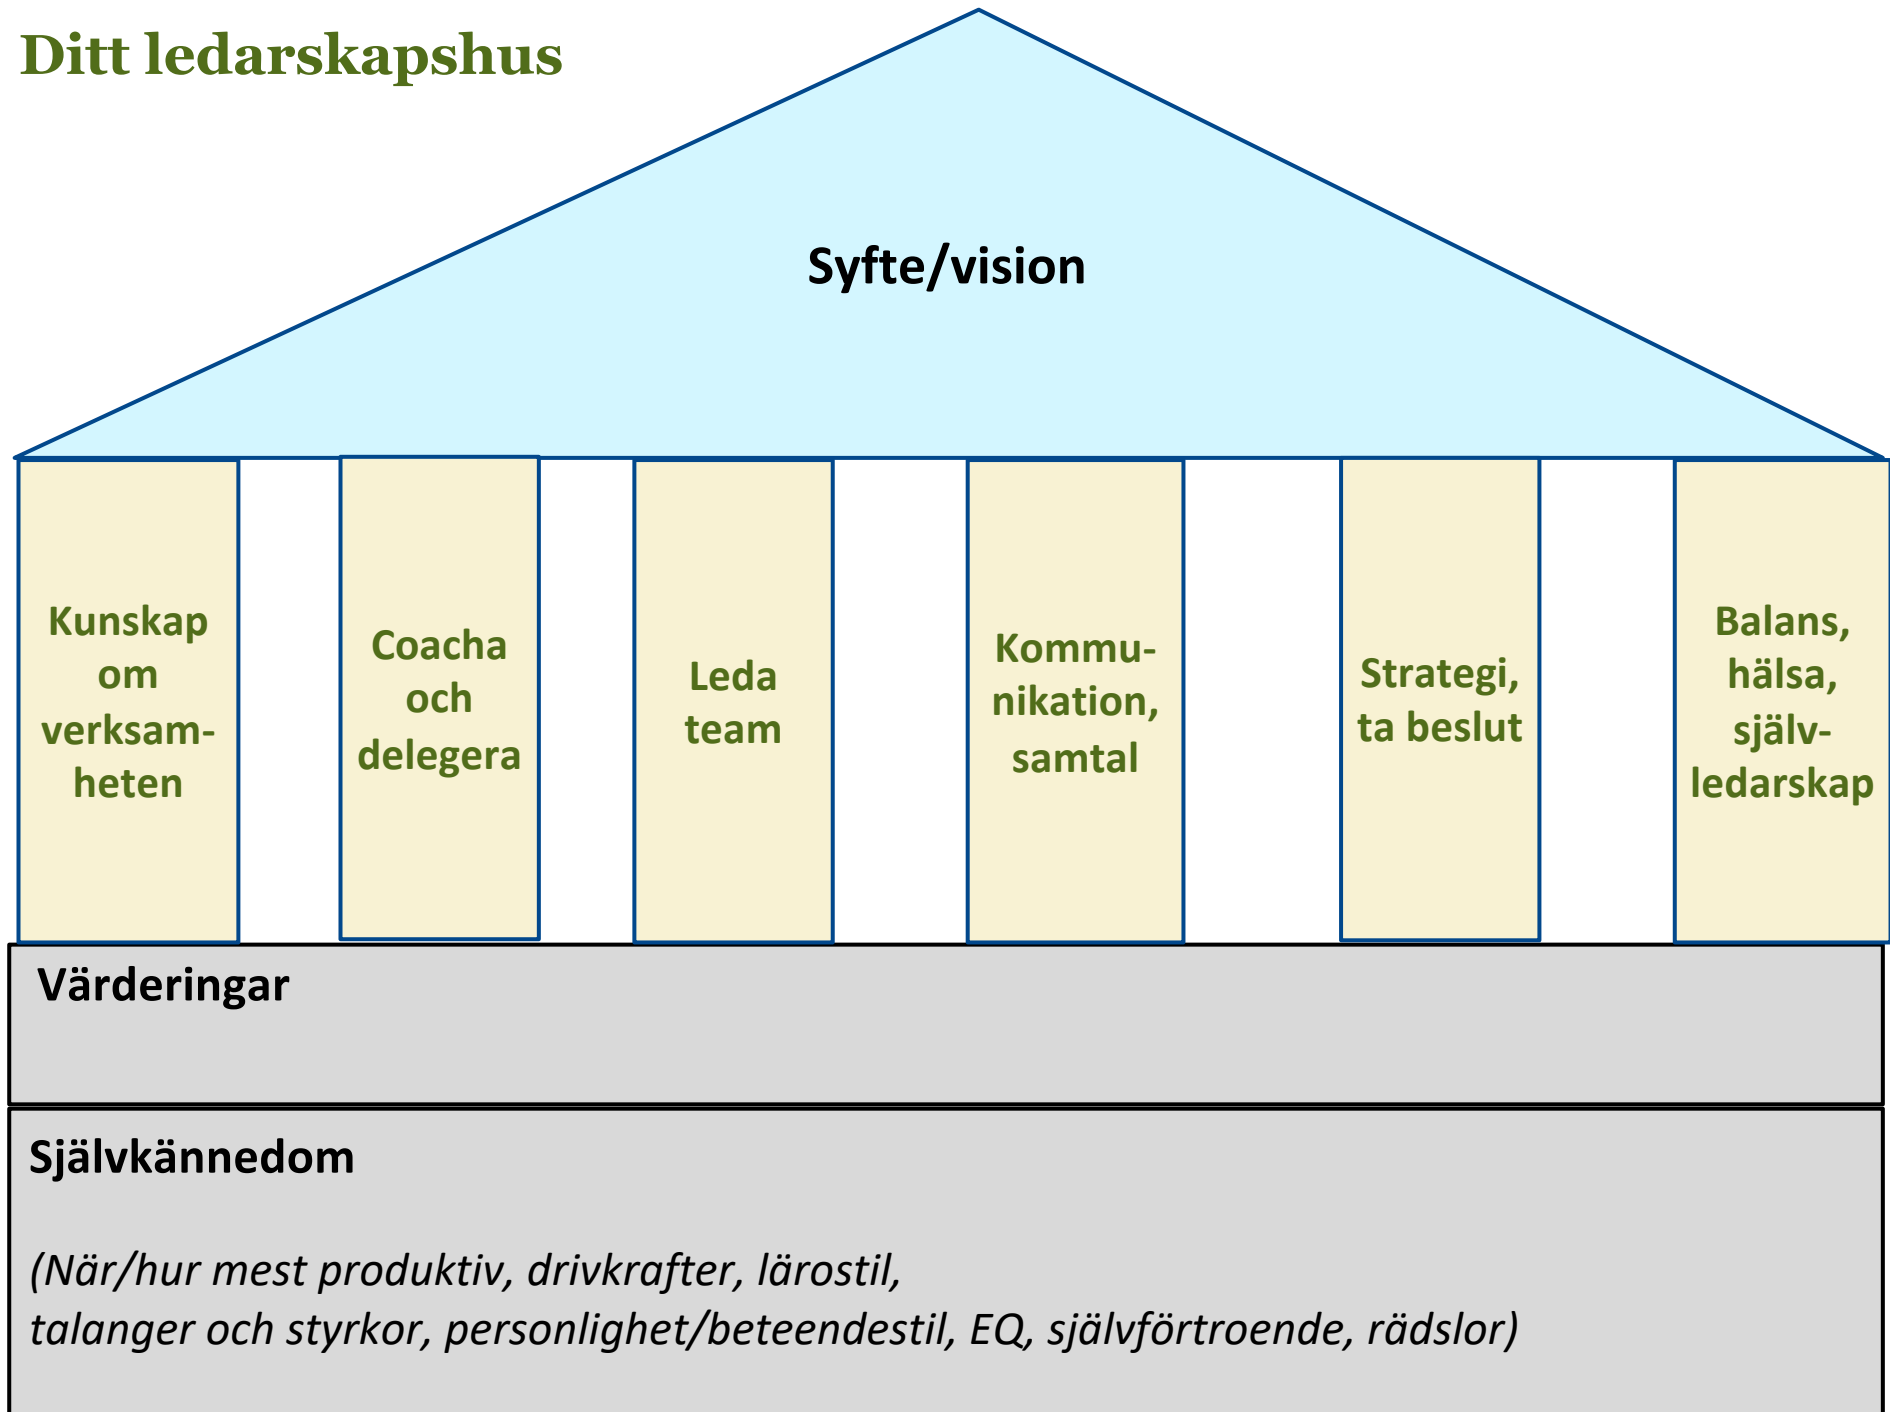 Ditt ledarskapshus
Syfte/vision
Kunskap
om
verksam-
heten
Coacha
och
delegera
Leda
team
Kommu-
nikation,
samtal
Strategi,
ta beslut
Balans,
hälsa,
själv-
ledarskap
Värderingar
Självkännedom
(När/hur mest produktiv, drivkrafter, lärostil,
talanger och styrkor, personlighet/beteendestil, EQ, självförtroende, rädslor)